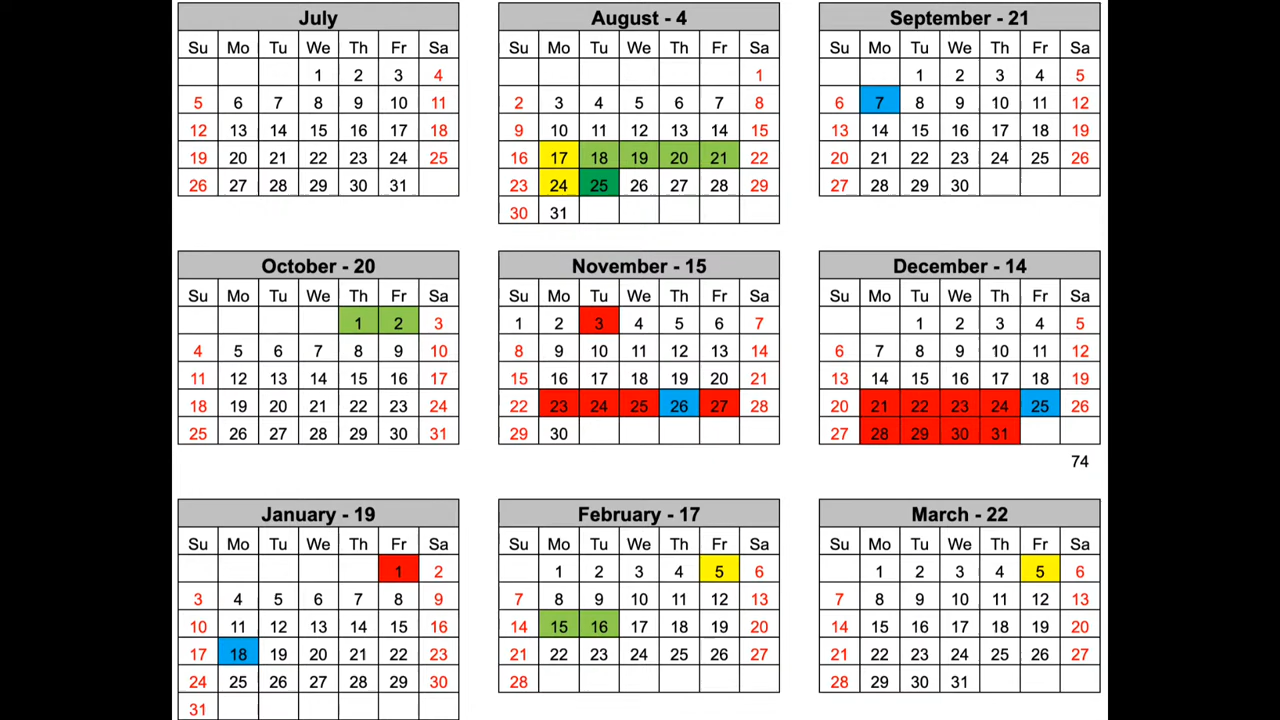 July
Su Mo Tu We Th Fr Sa
1 2 3 4
5 6 7 8 9 10 11
12 13 14 15 16 17 18
19 20 21 22 23 24 25
26 27 28 29 30 31
August - 4
Su Mo Tu We Th Fr Sa
1
2 3 4 5 6 7 8
9 10 11 12 13 14 15
16 17 18 19 20 21 22
23 24 25 26 27 28 29
30 31
September - 21
Su Mo Tu We Th Fr Sa
1 2 3 4 5
6 7 8 9 10 11 12
13 14 15 16 17 18 19
20 21 22 23 24 25 26
27 28 29 30
October - 20
Su Mo Tu We Th Fr Sa
1 2 3
4 5 6 7 8 9 10
11 12 13 14 15 16 17
18 19 20 21 22 23 24
25 26 27 28 29 30 31
November - 15
Su Mo Tu We Th Fr Sa
1 2 3 4 5 6 7
8 9 10 11 12 13 14
15 16 17 18 19 20 21
22 23 24 25 26 27 28
29 30
December - 14
Su Mo Tu We Th Fr Sa
1 2 3 4 5
6 7 8 9 10 11 12
13 14 15 16 17 18 19
20 21 22 23 24 25 26
27 28 29 30 31
74
January - 19
Su Mo Tu We Th Fr Sa
1 2
3 4 5 6 7 8 9
10 11 12 13 14 15 16
17 18 19 20 21 22 23
24 25 26 27 28 29 30
31
February - 17
Su Mo Tu We Th Fr Sa
1 2 3 4 5 6
7 8 9 10 11 12 13
14 15 16 17 18 19 20
21 22 23 24 25 26 27
28
March - 22
Su Mo Tu We Th Fr Sa
1 2 3 4 5 6
7 8 9 10 11 12 13
14 15 16 17 18 19 20
21 22 23 24 25 26 27
28 29 30 31